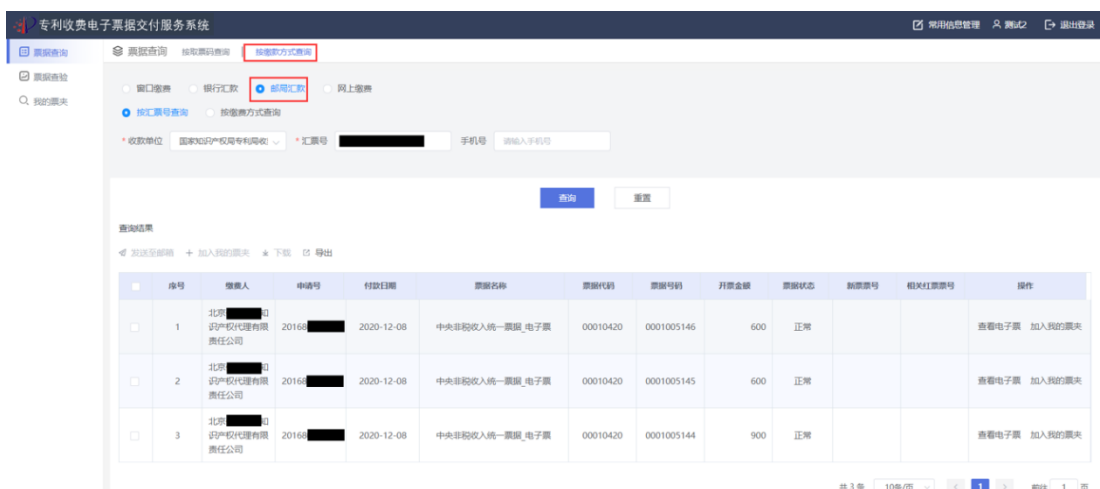 专利收费电子票据交付服务系统
常用信息管理 测试2 退出登录
票据查询
票据查验
我的票夹
票据查询 按取票码查询 按缴款方式查询
窗口缴费 银行汇款 邮局汇款 网上缴费
按汇票号查询 按缴费方式查询
* 收款单位 国家知识产权局专利局收 * 汇票号 手机号 请输入手机号
查询 重置
查询结果
发送至邮箱 + 加入我的票夹 下载 导出
序号 缴费人 申请号 付款日期 票据名称 票据代码 票据号码 开票金额 票据状态 新票票号 相关红票票号 操作
1 北京 知识产权代理有限责任公司 20168 2020-12-08 中央非税收入统一票据_电子票 00010420 0001005146 600 正常 查看电子票 加入我的票夹
2 北京 知识产权代理有限责任公司 20168 2020-12-08 中央非税收入统一票据_电子票 00010420 0001005145 600 正常 查看电子票 加入我的票夹
3 北京 知识产权代理有限责任公司 20168 2020-12-08 中央非税收入统一票据_电子票 00010420 0001005144 900 正常 查看电子票 加入我的票夹
共 3 条 10条/页 < 1 > 前往 1 页